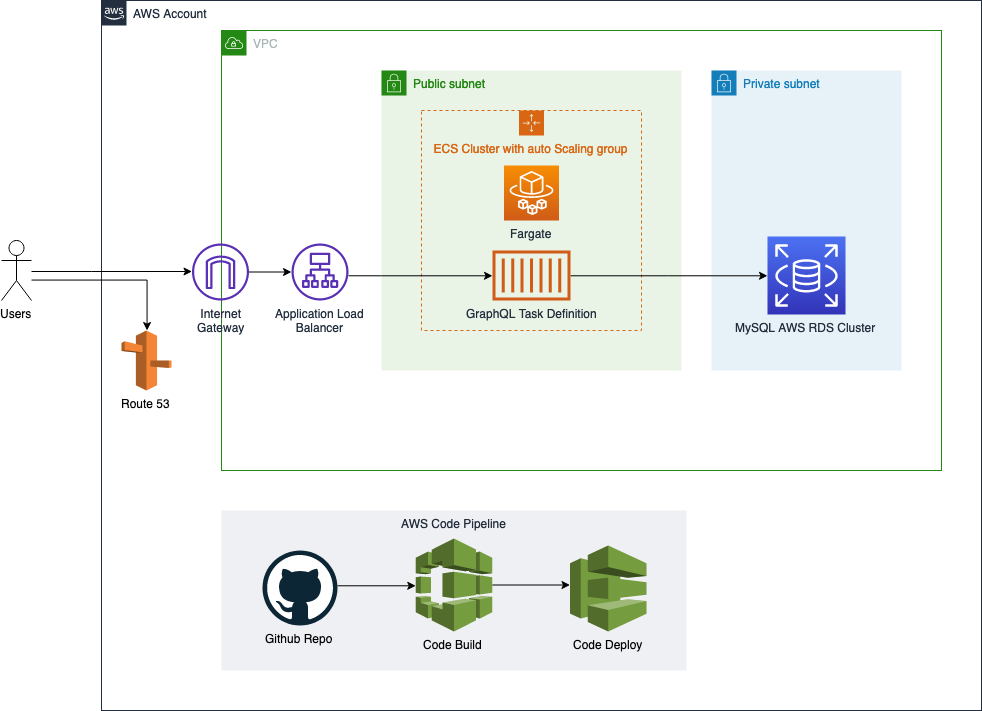 aws
AWS Account
VPC
Public subnet
Private subnet
ECS Cluster with auto Scaling group
Fargate
GraphQL Task Definition
MySQL AWS RDS Cluster
Users
Internet
Gateway
Application Load
Balancer
Route 53
AWS Code Pipeline
Github Repo
Code Build
Code Deploy